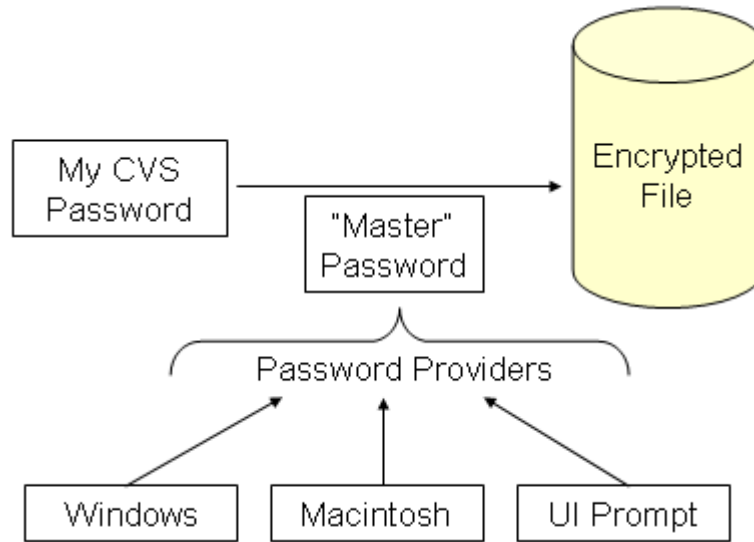 My CVS
Password
Encrypted
File
"Master"
Password
Password Providers
Windows
Macintosh
UI Prompt